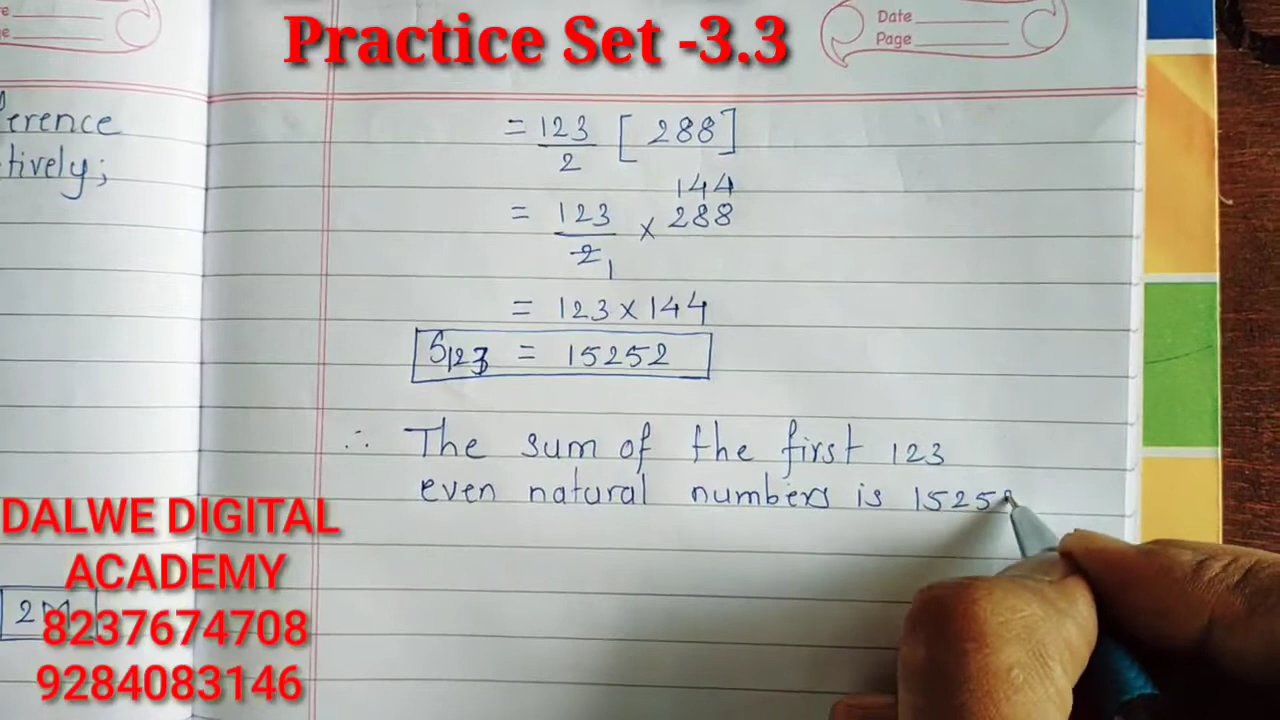 Practice Set -3.3
Date
Page
erence
tively;
= 123/2 [288]
144
= 123/2 × 288
1
= 123 × 144
S123 = 15252
∴ The sum of the first 123
even natural numbers is 1525
DALWE DIGITAL
ACADEMY
8237674708
9284083146